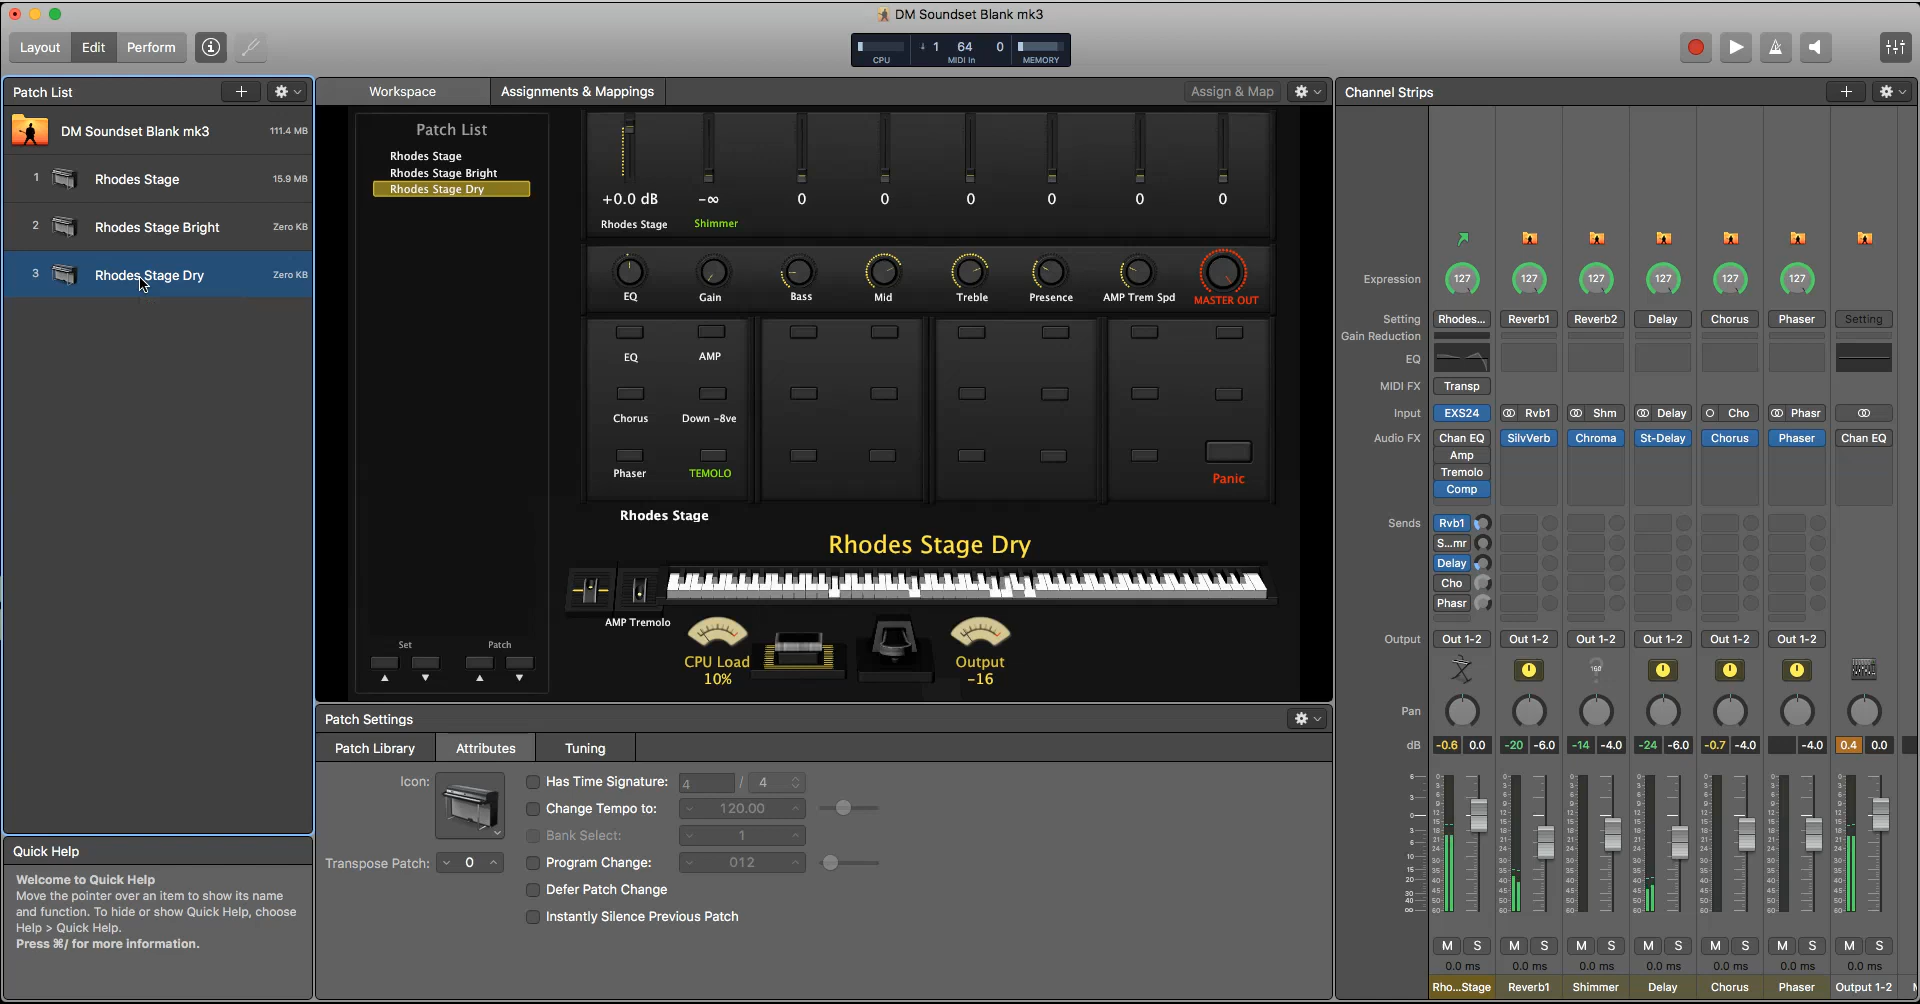 DM Soundset Blank mk3
Layout Edit Perform
1 64 0
CPU MIDI In MEMORY
Patch List
DM Soundset Blank mk3 111.4 MB
1 Rhodes Stage 15.9 MB
2 Rhodes Stage Bright Zero KB
3 Rhodes Stage Dry Zero KB
Quick Help
Welcome to Quick Help
Move the pointer over an item to show its name
and function. To hide or show Quick Help, choose
Help > Quick Help.
Press ⌘/ for more information.
Workspace Assignments & Mappings Assign & Map
Patch List
Rhodes Stage
Rhodes Stage Bright
Rhodes Stage Dry
Set Patch
+0.0 dB -∞ 0 0 0 0 0 0
Rhodes Stage Shimmer
EQ Gain Bass Mid Treble Presence AMP Trem Spd MASTER OUT
EQ AMP
Chorus Down -8ve
Phaser TEMOLO
Panic
Rhodes Stage
Rhodes Stage Dry
AMP Tremolo
CPU Load
10%
Output
-16
Patch Settings
Patch Library Attributes Tuning
Icon:
Transpose Patch: 0
Has Time Signature: 4 / 4
Change Tempo to: 120.00
Bank Select: 1
Program Change: 012
Defer Patch Change
Instantly Silence Previous Patch
Channel Strips
Expression 127 127 127 127 127 127
Setting Rhodes... Reverb1 Reverb2 Delay Chorus Phaser Setting
Gain Reduction
EQ
MIDI FX Transp
Input EXS24 Rvb1 Shm Delay Cho Phasr
Audio FX Chan EQ SilvVerb Chroma St-Delay Chorus Phaser Chan EQ
Amp
Tremolo
Comp
Sends Rvb1
S...mr
Delay
Cho
Phasr
Output Out 1-2 Out 1-2 Out 1-2 Out 1-2 Out 1-2 Out 1-2
160
Pan
dB -0.6 0.0 -20 -6.0 -14 -4.0 -24 -6.0 -0.7 -4.0 -4.0 0.4 0.0
M S M S M S M S M S M S M S
0.0 ms 0.0 ms 0.0 ms 0.0 ms 0.0 ms 0.0 ms 0.0 ms
Rho...Stage Reverb1 Shimmer Delay Chorus Phaser Output 1-2